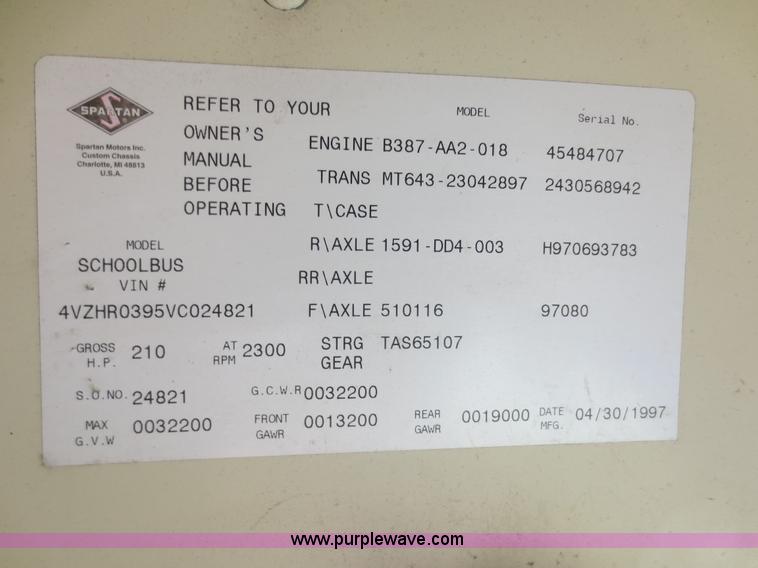 SPARTAN
Spartan Motors Inc.
Custom Chassis
Charlotte, MI 48813
U.S.A.
REFER TO YOUR
OWNER'S
MANUAL
BEFORE
OPERATING
MODEL Serial No.
ENGINE B387-AA2-018 45484707
TRANS MT643-23042897 2430568942
T\CASE
R\AXLE 1591-DD4-003 H970693783
RR\AXLE
F\AXLE 510116 97080
STRG GEAR TAS65107
MODEL
SCHOOLBUS
VIN #
4VZHR0395VC024821
GROSS H.P. 210 AT RPM 2300
S.O.NO. 24821 G.C.W.R 0032200
MAX G.V.W 0032200 FRONT GAWR 0013200 REAR GAWR 0019000 DATE MFG. 04/30/1997
www.purplewave.com